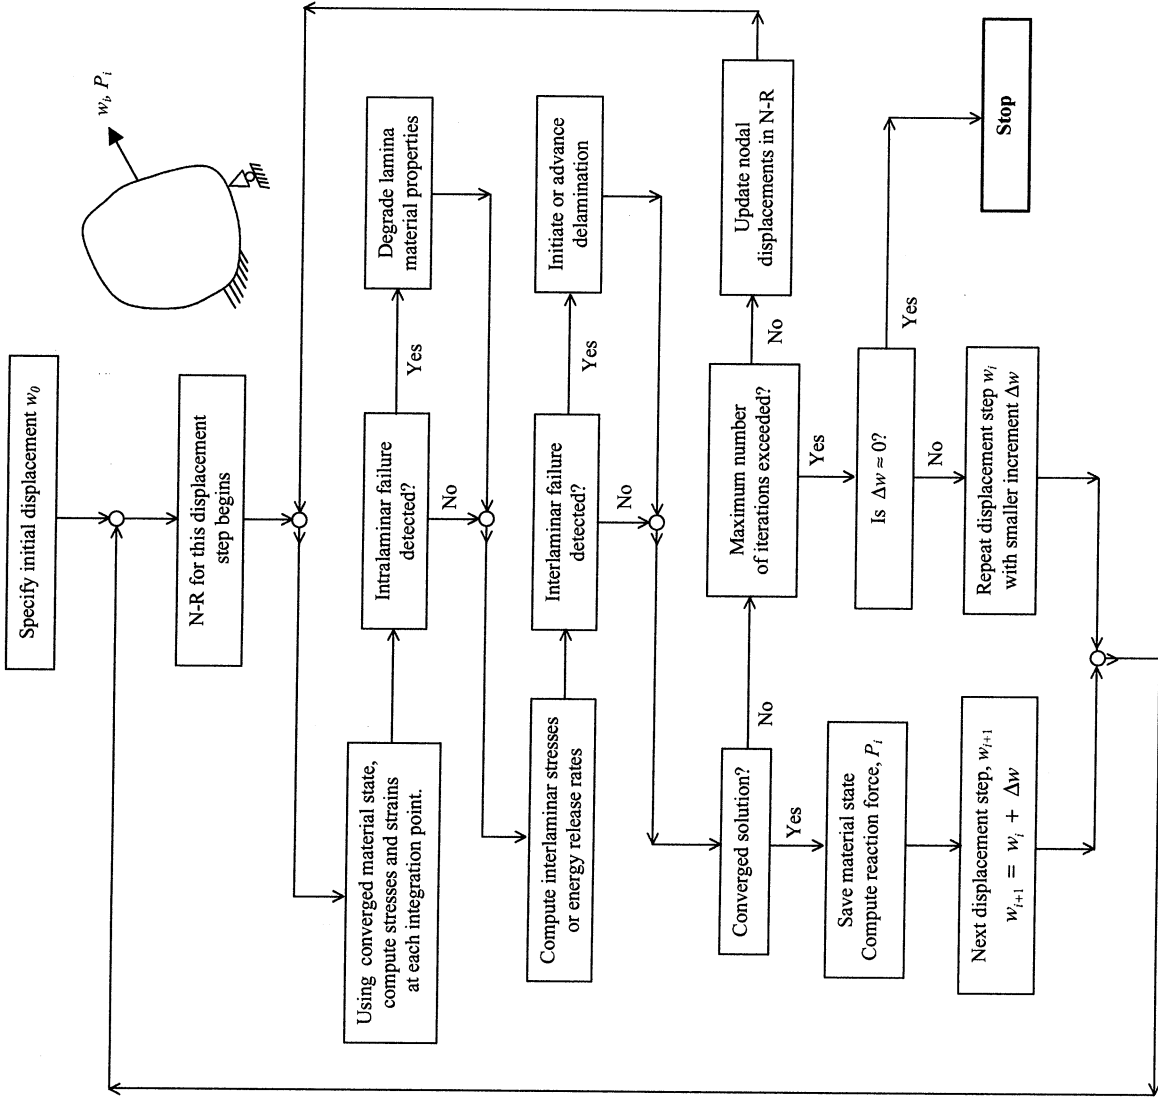 Specify initial displacement w₀
wᵢ, Pᵢ
N-R for this displacement
step begins
Using converged material state,
compute stresses and strains
at each integration point.
Intralaminar failure
detected?
Yes
No
Degrade lamina
material properties
Compute interlaminar stresses
or energy release rates
Interlaminar failure
detected?
Yes
No
Initiate or advance
delamination
Converged solution?
No
Yes
Maximum number
of iterations exceeded?
No
Yes
Update nodal
displacements in N-R
Save material state
Compute reaction force, Pᵢ
Is Δw ≈ 0?
Yes
No
Next displacement step, wᵢ₊₁
wᵢ₊₁ = wᵢ + Δw
Repeat displacement step wᵢ
with smaller increment Δw
Stop